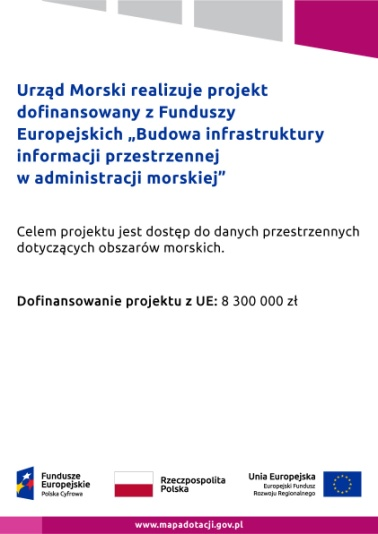 Urząd Morski realizuje projekt
dofinansowany z Funduszy
Europejskich „Budowa infrastruktury
informacji przestrzennej
w administracji morskiej”
Celem projektu jest dostęp do danych przestrzennych
dotyczących obszarów morskich.
Dofinansowanie projektu z UE: 8 300 000 zł
Fundusze
Europejskie
Polska Cyfrowa
Rzeczpospolita
Polska
Unia Europejska
Europejski Fundusz
Rozwoju Regionalnego
www.mapadotacji.gov.pl